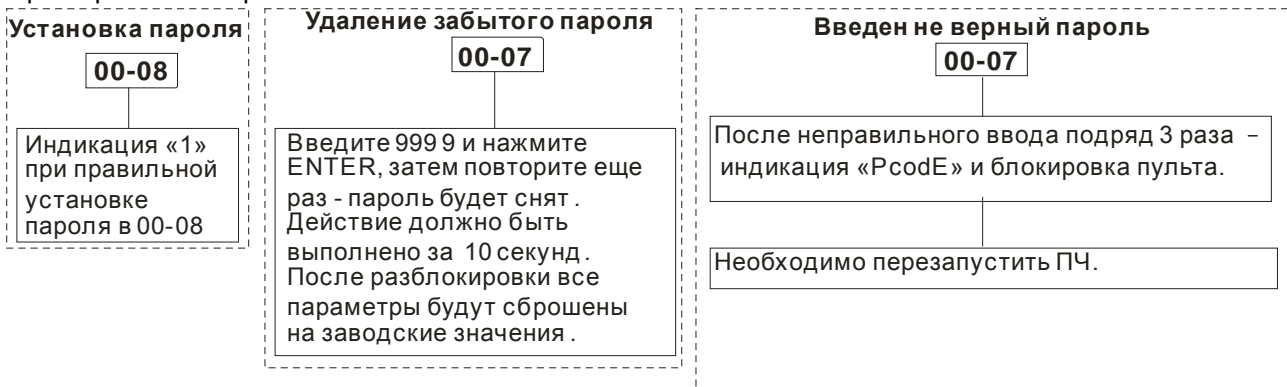 Установка пароля
00-08
Индикация «1»
при правильной
установке
пароля в 00-08
Удаление забытого пароля
00-07
Введите 999 9 и нажмите
ENTER, затем повторите еще
раз - пароль будет снят .
Действие должно быть
выполнено за 10 секунд .
После разблокировки все
параметры будут сброшены
на заводские значения .
Введен не верный пароль
00-07
После неправильного ввода подряд 3 раза –
индикация «PcodE» и блокировка пульта.
Необходимо перезапустить ПЧ.